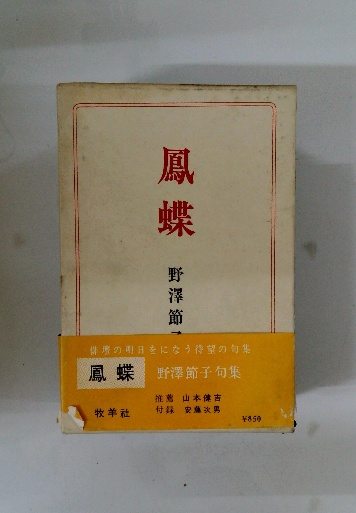 鳳蝶
野澤節子
俳壇の明日をになう待望の句集
鳳蝶 野澤節子句集
推薦 山本健吉
付録 安藤次男
牧羊社
¥850